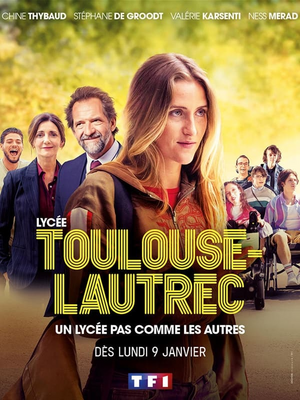 CHINE THYBAUD STÉPHANE DE GROODT VALÉRIE KARSENTI NESS MERAD
LYCÉE
TOULOUSE-
LAUTREC
UN LYCÉE PAS COMME LES AUTRES
DÈS LUNDI 9 JANVIER
TF1